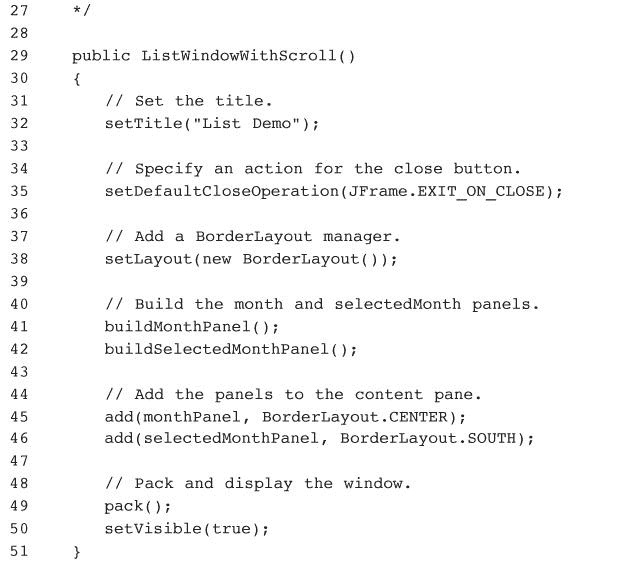 27     */
28
29     public ListWindowWithScroll()
30     {
31        // Set the title.
32        setTitle("List Demo");
33
34        // Specify an action for the close button.
35        setDefaultCloseOperation(JFrame.EXIT_ON_CLOSE);
36
37        // Add a BorderLayout manager.
38        setLayout(new BorderLayout());
39
40        // Build the month and selectedMonth panels.
41        buildMonthPanel();
42        buildSelectedMonthPanel();
43
44        // Add the panels to the content pane.
45        add(monthPanel, BorderLayout.CENTER);
46        add(selectedMonthPanel, BorderLayout.SOUTH);
47
48        // Pack and display the window.
49        pack();
50        setVisible(true);
51     }